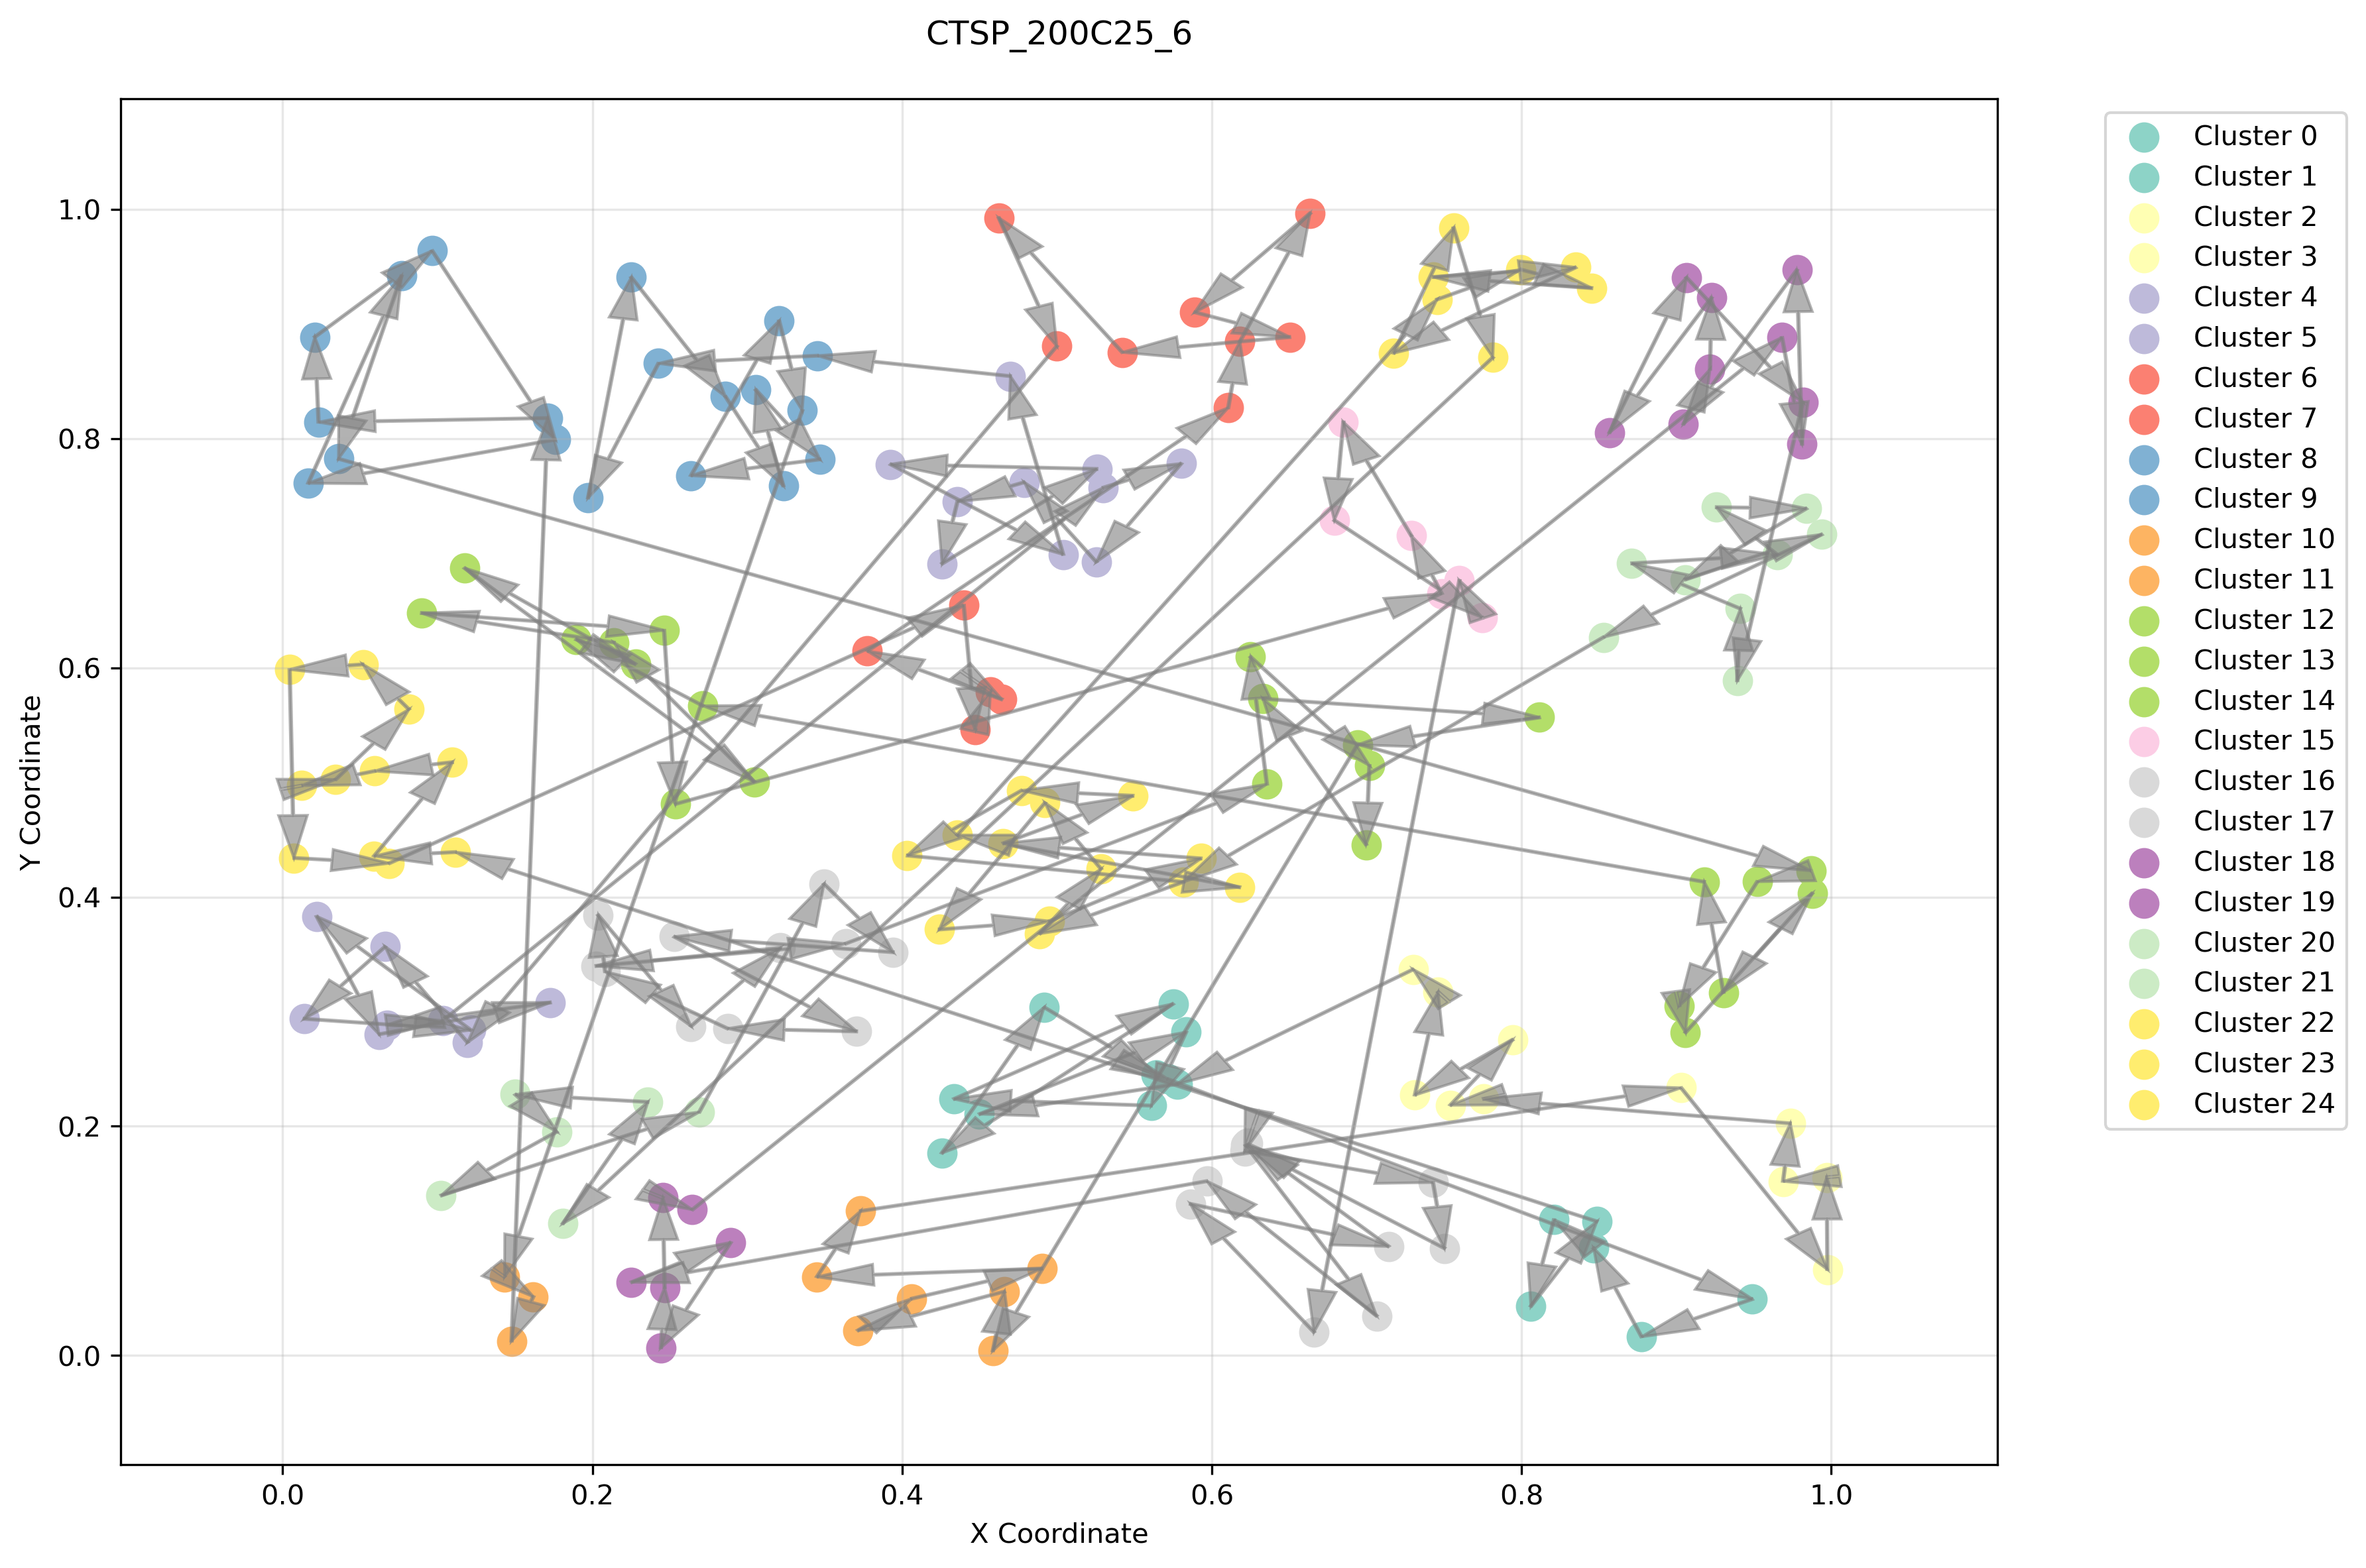 CTSP_200C25_6
1.0
0.8
0.6
0.4
0.2
0.0
Y Coordinate
0.0
0.2
0.4
0.6
0.8
1.0
X Coordinate
Cluster 0
Cluster 1
Cluster 2
Cluster 3
Cluster 4
Cluster 5
Cluster 6
Cluster 7
Cluster 8
Cluster 9
Cluster 10
Cluster 11
Cluster 12
Cluster 13
Cluster 14
Cluster 15
Cluster 16
Cluster 17
Cluster 18
Cluster 19
Cluster 20
Cluster 21
Cluster 22
Cluster 23
Cluster 24